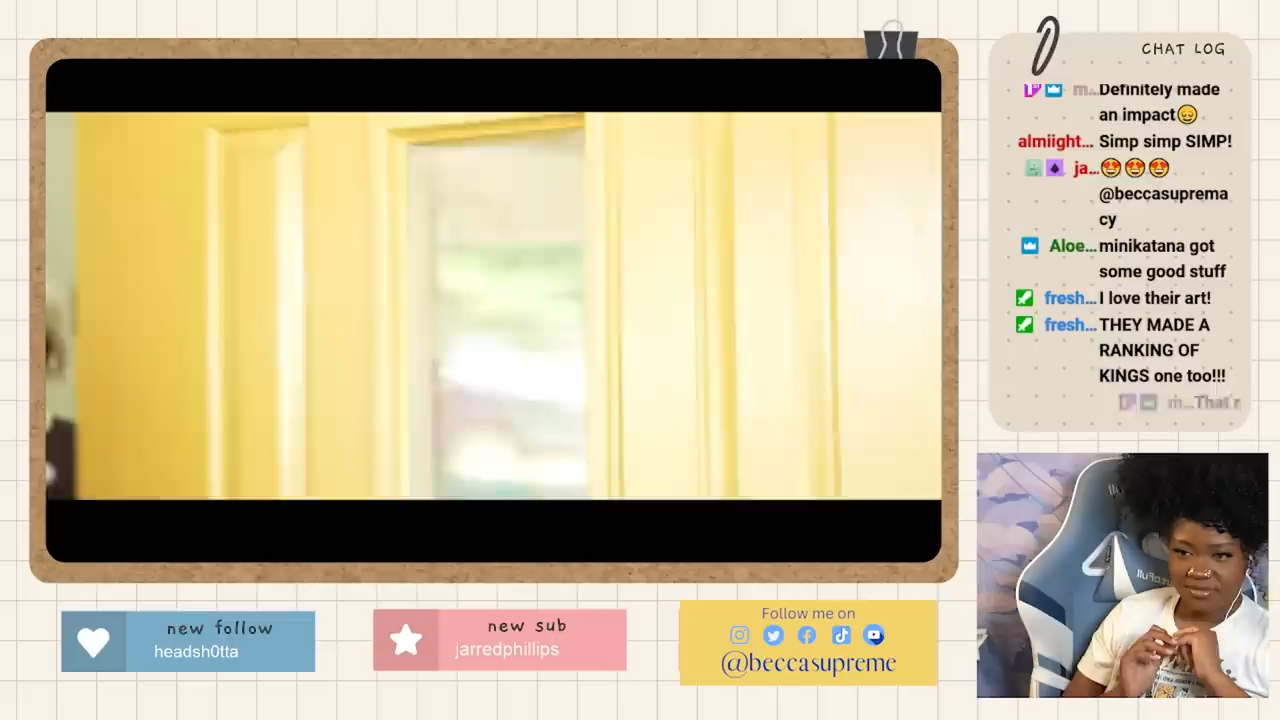 CHAT LOG
m... Definitely made
an impact
almiight... Simp simp SIMP!
ja...
@beccasuprema
cy
Aloe... minikatana got
some good stuff
fresh... I love their art!
fresh... THEY MADE A
RANKING OF
KINGS one too!!!
m...That'r
new follow
headsh0tta
new sub
jarredphillips
Follow me on
@beccasupreme